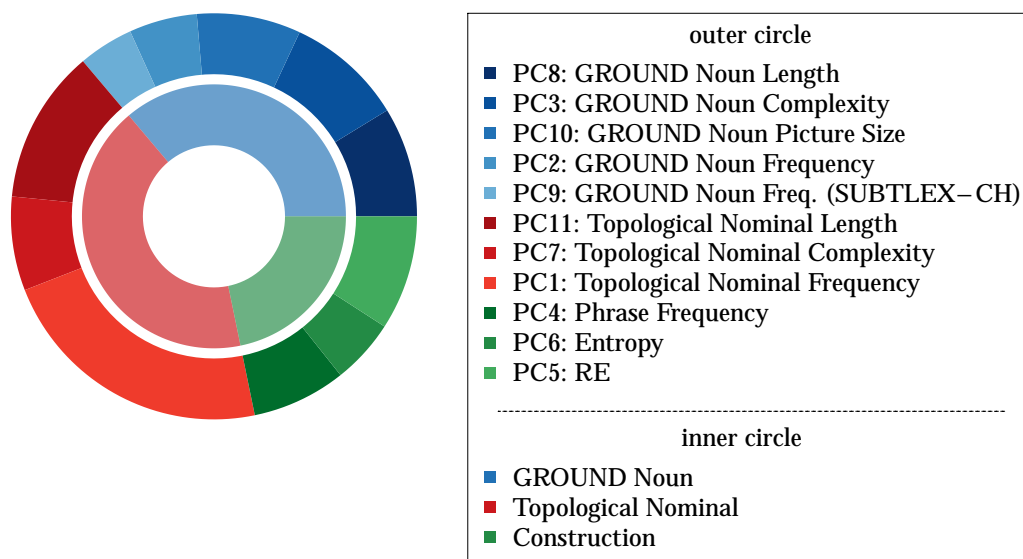 outer circle
PC8: GROUND Noun Length
PC3: GROUND Noun Complexity
PC10: GROUND Noun Picture Size
PC2: GROUND Noun Frequency
PC9: GROUND Noun Freq. (SUBTLEX−CH)
PC11: Topological Nominal Length
PC7: Topological Nominal Complexity
PC1: Topological Nominal Frequency
PC4: Phrase Frequency
PC6: Entropy
PC5: RE
inner circle
GROUND Noun
Topological Nominal
Construction